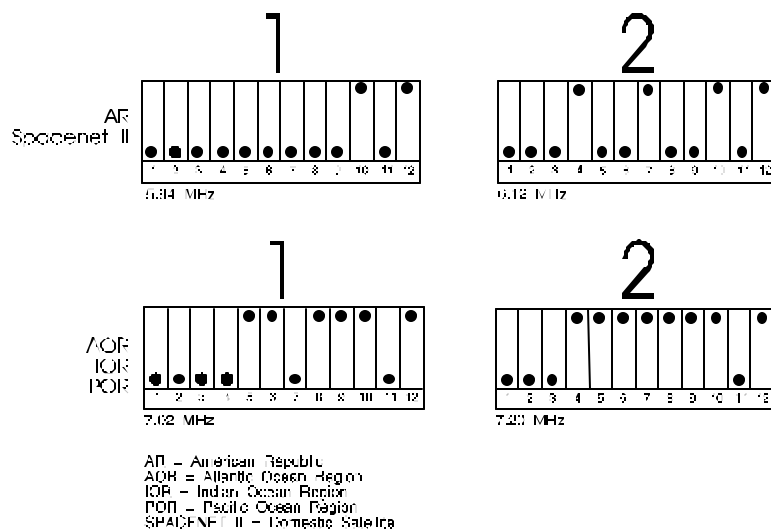 1 2
AR
Spacenet II
1 2 3 4 5 6 7 8 9 10 11 12
1 2 3 4 5 6 7 8 9 10 11 12
5.94 MHz 6.12 MHz
1 2
AOR
IOR
POR
1 2 3 4 5 6 7 8 9 10 11 12
1 2 3 4 5 6 7 8 9 10 11 12
7.02 MHz 7.20 MHz
AR = American Republic
AOR = Atlantic Ocean Region
IOR = Indian Ocean Region
POR = Pacific Ocean Region
SPACENET II = Domestic Satellite